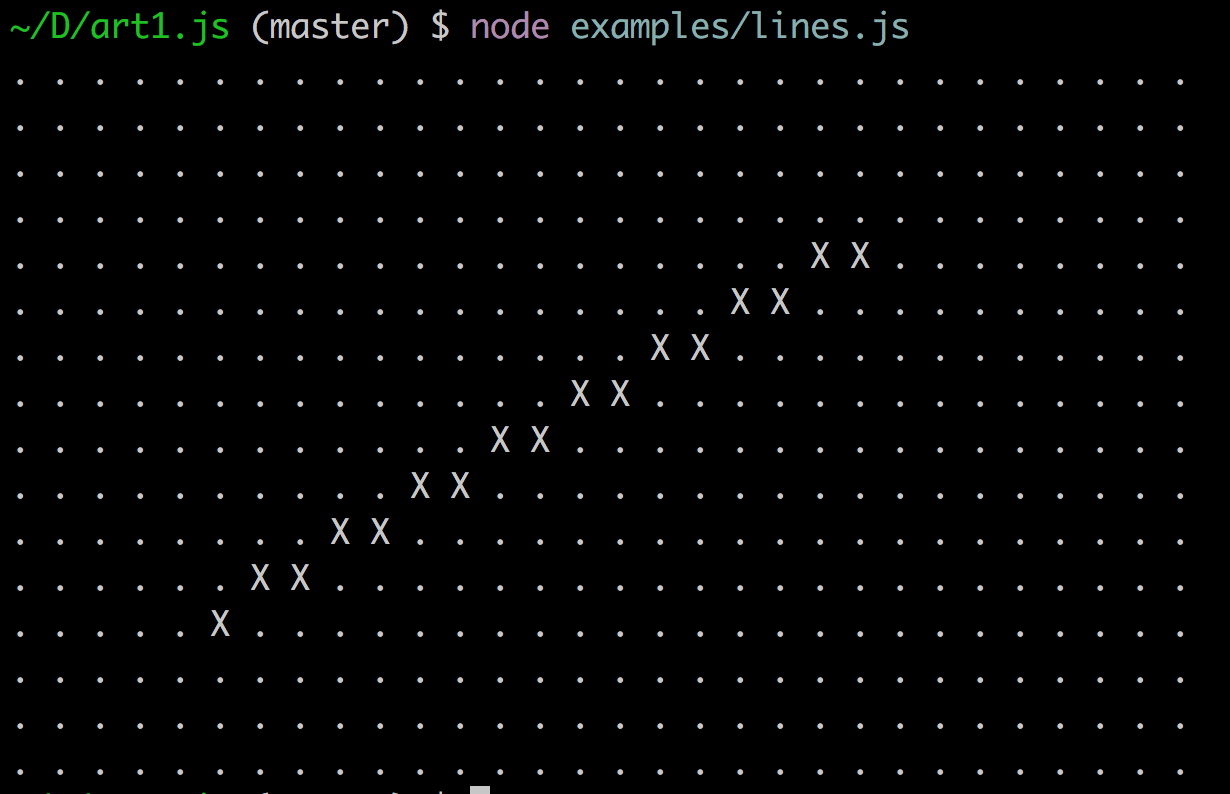 ~/D/art1.js (master) $ node examples/lines.js
. . . . . . . . . . . . . . . . . . . . . . . . . . . . . .
. . . . . . . . . . . . . . . . . . . . . . . . . . . . . .
. . . . . . . . . . . . . . . . . . . . . . . . . . . . . .
. . . . . . . . . . . . . . . . . . . . . . . . . . . . . .
. . . . . . . . . . . . . . . . . . . . X X . . . . . . . .
. . . . . . . . . . . . . . . . . . X X . . . . . . . . . .
. . . . . . . . . . . . . . . . X X . . . . . . . . . . . .
. . . . . . . . . . . . . . X X . . . . . . . . . . . . . .
. . . . . . . . . . . . X X . . . . . . . . . . . . . . . .
. . . . . . . . . . X X . . . . . . . . . . . . . . . . . .
. . . . . . . . X X . . . . . . . . . . . . . . . . . . . .
. . . . . . X X . . . . . . . . . . . . . . . . . . . . . .
. . . . . X . . . . . . . . . . . . . . . . . . . . . . . .
. . . . . . . . . . . . . . . . . . . . . . . . . . . . . .
. . . . . . . . . . . . . . . . . . . . . . . . . . . . . .
. . . . . . . . . . . . . . . . . . . . . . . . . . . . . .